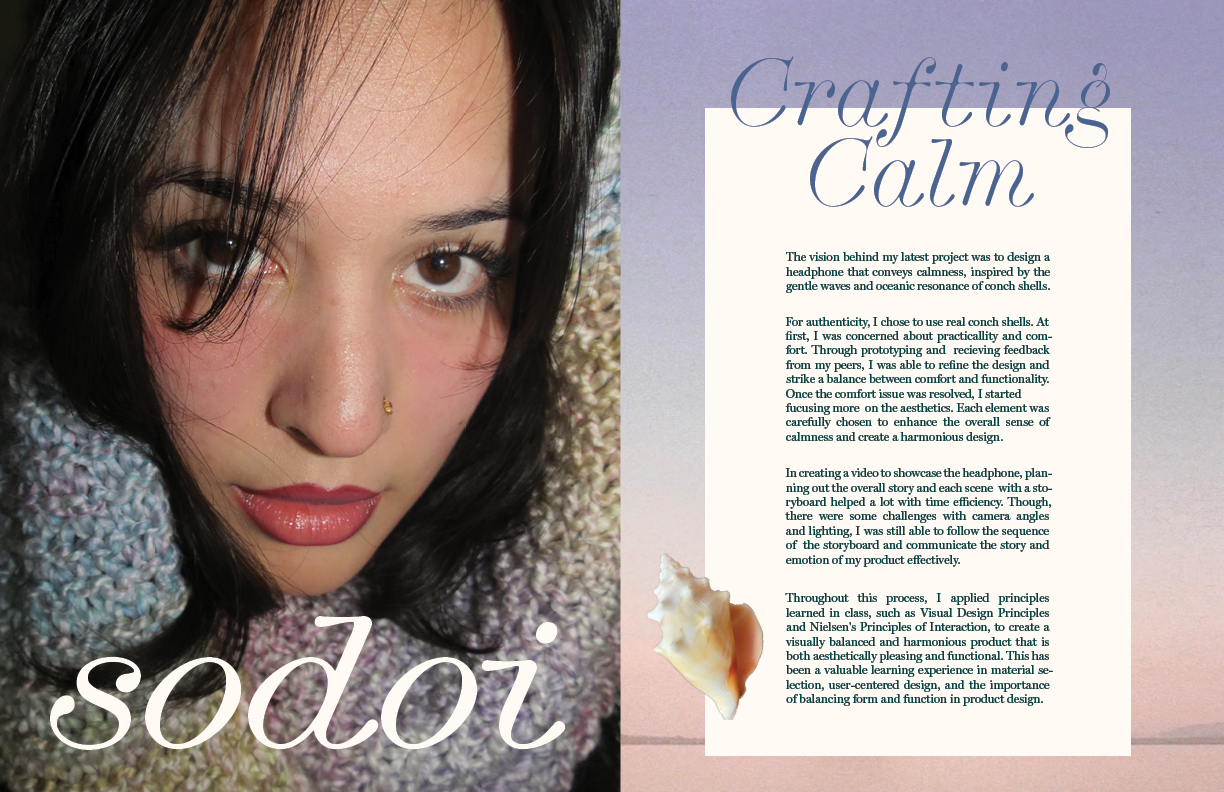 sodoi
Crafting
Calm
The vision behind my latest project was to design a
headphone that conveys calmness, inspired by the
gentle waves and oceanic resonance of conch shells.
For authenticity, I chose to use real conch shells. At
first, I was concerned about practicallity and com-
fort. Through prototyping and recieving feedback
from my peers, I was able to refine the design and
strike a balance between comfort and functionality.
Once the comfort issue was resolved, I started
fucusing more on the aesthetics. Each element was
carefully chosen to enhance the overall sense of
calmness and create a harmonious design.
In creating a video to showcase the headphone, plan-
ning out the overall story and each scene with a sto-
ryboard helped a lot with time efficiency. Though,
there were some challenges with camera angles
and lighting, I was still able to follow the sequence
of the storyboard and communicate the story and
emotion of my product effectively.
Throughout this process, I applied principles
learned in class, such as Visual Design Principles
and Nielsen's Principles of Interaction, to create a
visually balanced and harmonious product that is
both aesthetically pleasing and functional. This has
been a valuable learning experience in material se-
lection, user-centered design, and the importance
of balancing form and function in product design.